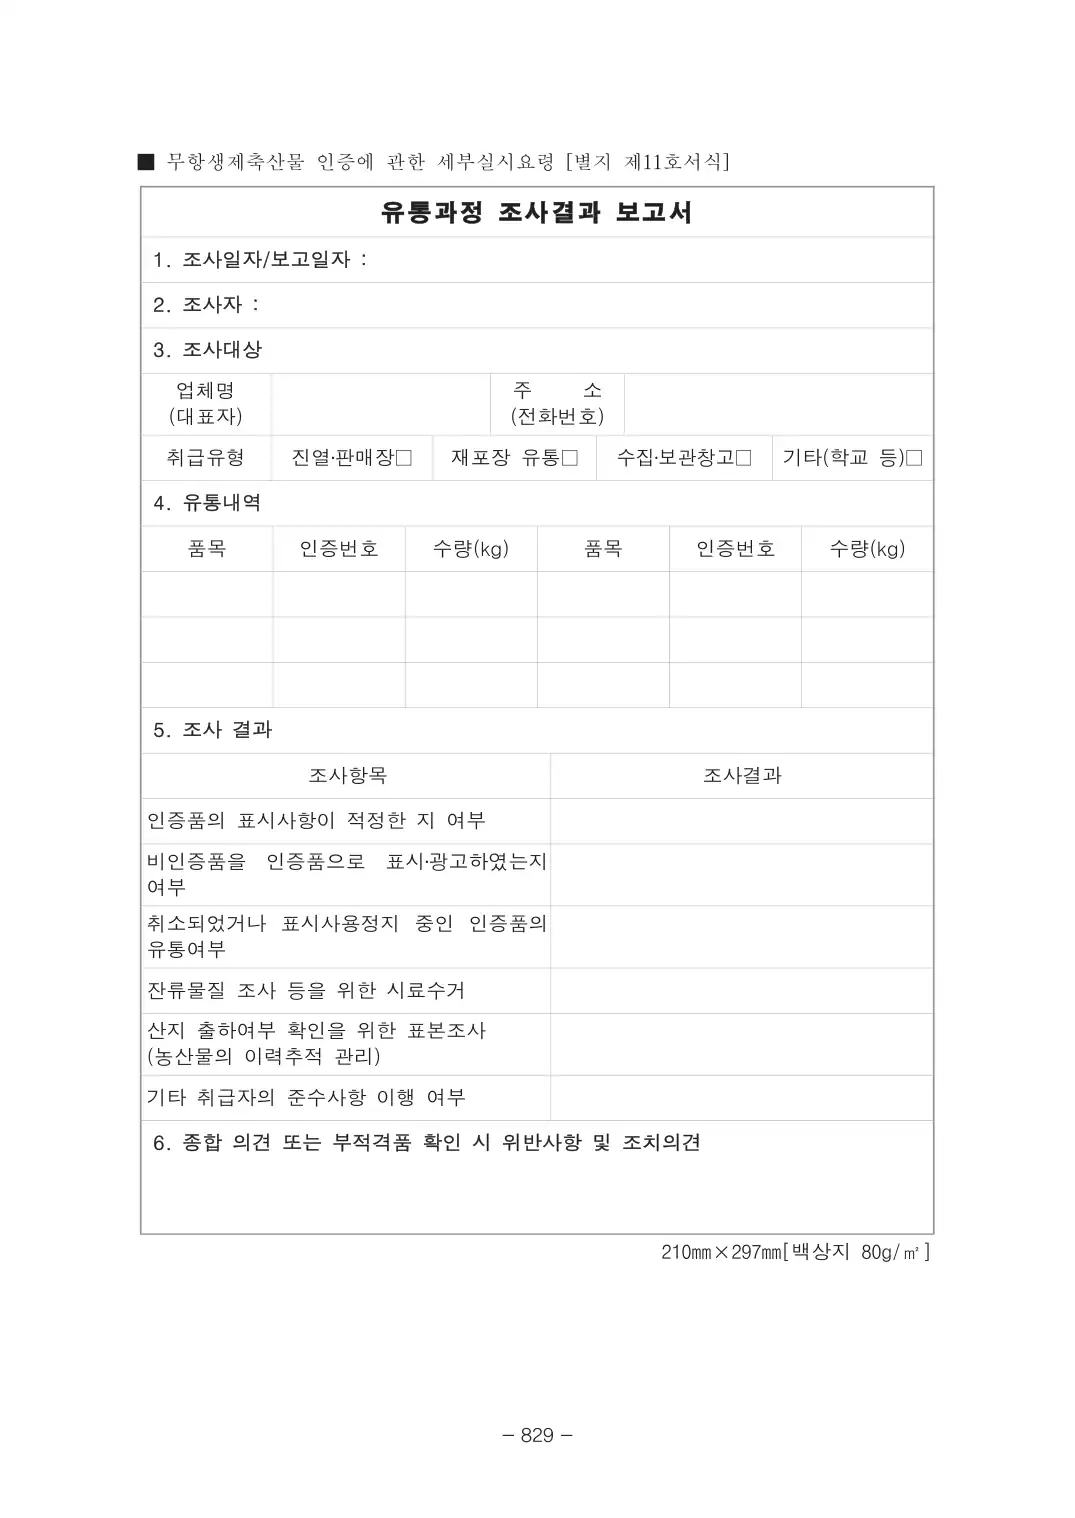 ■ 무항생제축산물 인증에 관한 세부실시요령 [별지 제11호서식]
유통과정 조사결과 보고서
1. 조사일자/보고일자 :
2. 조사자 :
3. 조사대상
업체명 주 소
(대표자) (전화번호)
취급유형 진열·판매장□ 재포장 유통□ 수집·보관창고□ 기타(학교 등)□
4. 유통내역
품목 인증번호 수량(kg) 품목 인증번호 수량(kg)
5. 조사 결과
조사항목 조사결과
인증품의 표시사항이 적정한 지 여부
비인증품을 인증품으로 표시·광고하였는지
여부
취소되었거나 표시사용정지 중인 인증품의
유통여부
잔류물질 조사 등을 위한 시료수거
산지 출하여부 확인을 위한 표본조사
(농산물의 이력추적 관리)
기타 취급자의 준수사항 이행 여부
6. 종합 의견 또는 부적격품 확인 시 위반사항 및 조치의견
210㎜×297㎜[백상지 80g/㎡]
- 829 -